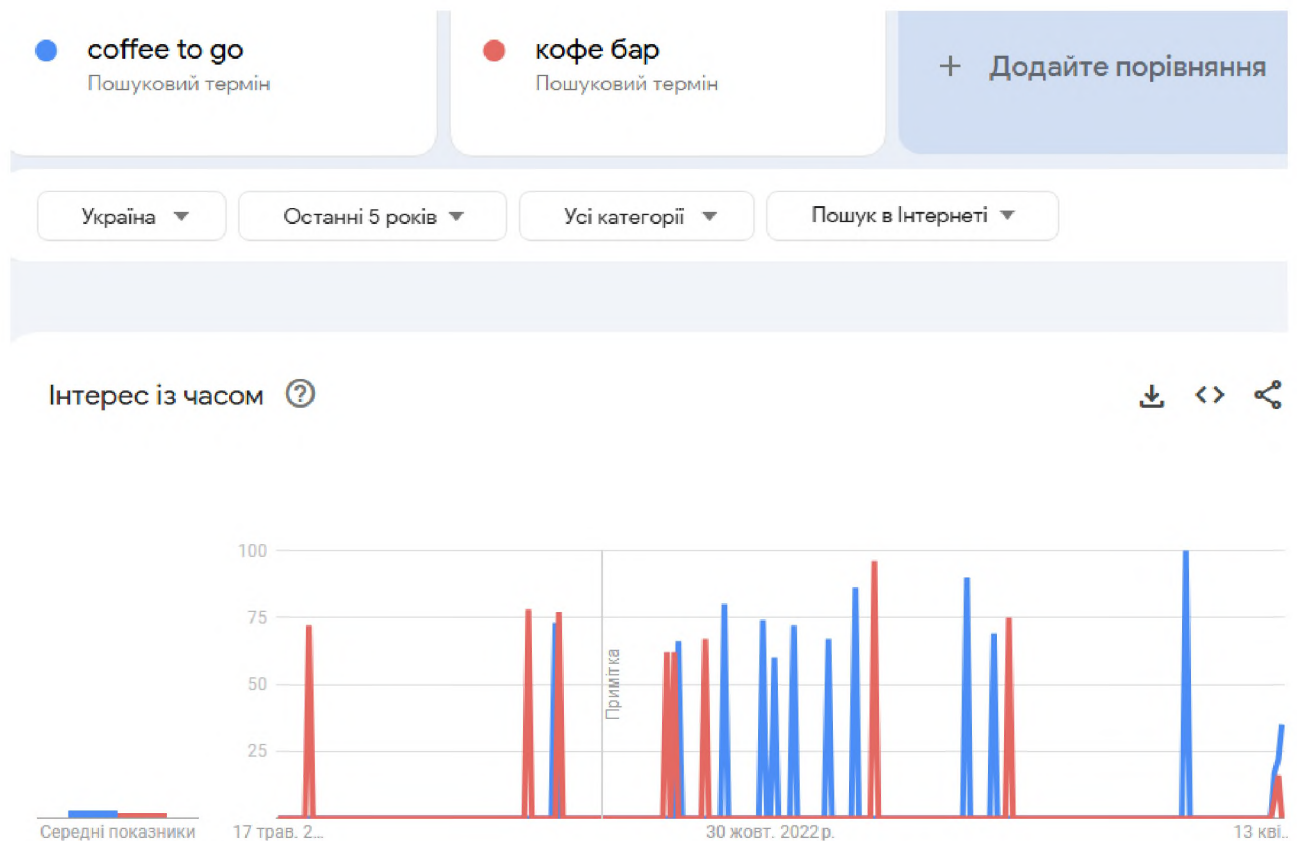 coffee to go
Пошуковий термін
кофе бар
Пошуковий термін
+ Додайте порівняння
Україна
Останні 5 років
Усі категорії
Пошук в Інтернеті
Інтерес із часом
100
75
50
25
Примітка
Середні показники
17 трав. 2...
30 жовт. 2022 р.
13 кві...